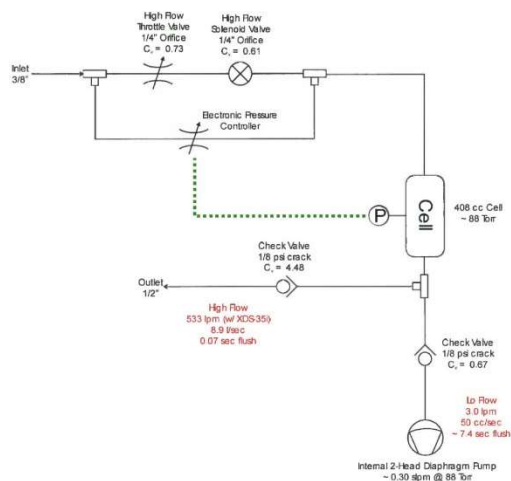 High Flow
Throttle Valve
1/4" Orifice
Cv = 0.73
High Flow
Solenoid Valve
1/4" Orifice
Cv = 0.61
Inlet
3/8"
Electronic Pressure
Controller
P
Cell
408 cc Cell
~ 88 Torr
Check Valve
1/8 psi crack
Cv = 4.48
Outlet
1/2"
High Flow
533 lpm (w/ XDS-35i)
8.9 l/sec
0.07 sec flush
Check Valve
1/8 psi crack
Cv = 0.67
Lo Flow
3.0 lpm
50 cc/sec
~ 7.4 sec flush
Internal 2-Head Diaphragm Pump
~ 0.30 slpm @ 88 Torr